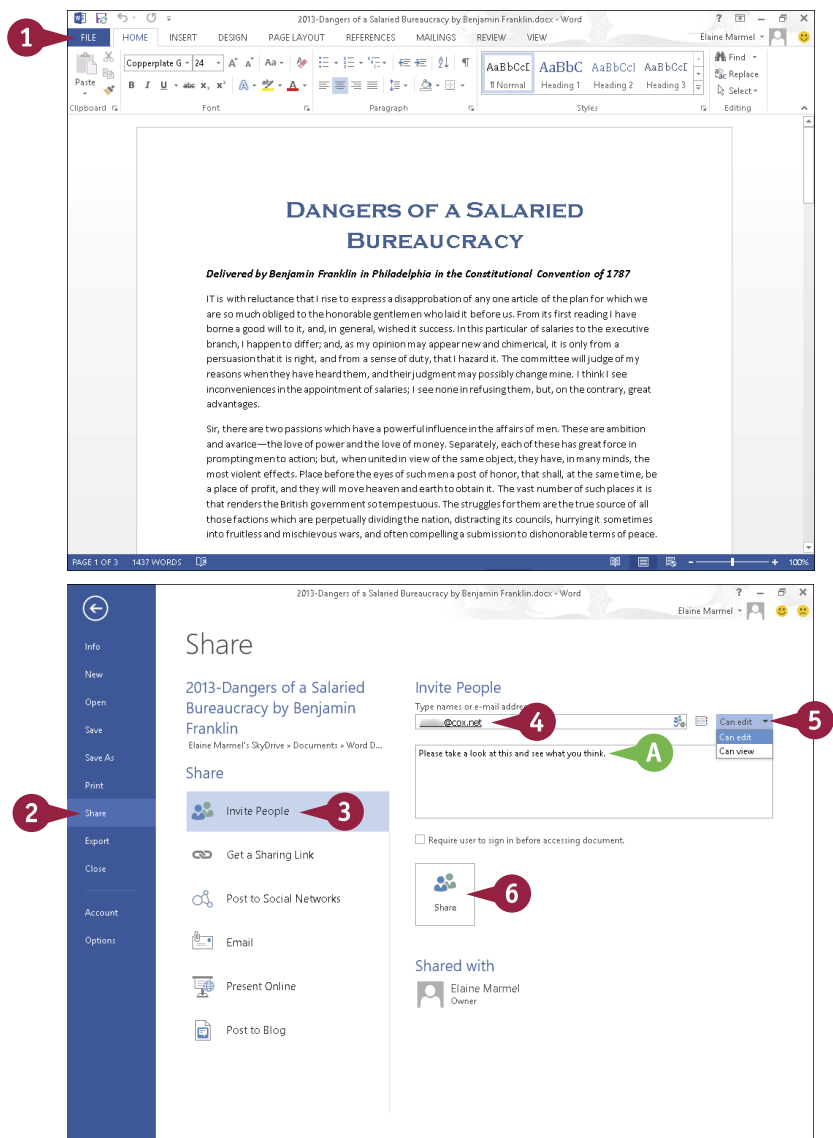 2013-Dangers of a Salaried Bureaucracy by Benjamin Franklin.docx - Word
?
1
FILE HOME INSERT DESIGN PAGE LAYOUT REFERENCES MAILINGS REVIEW VIEW
Elaine Marmel
Copperplate G 24
Paste
B I U abc X₂ X² A A
Aa
¶
AaBbCcI AaBbC AaBbCcI AaBbCcI
¶ Normal Heading 1 Heading 2 Heading 3
Find
Replace
Select
Clipboard Font Paragraph Styles Editing
DANGERS OF A SALARIED
BUREAUCRACY
Delivered by Benjamin Franklin in Philadelphia in the Constitutional Convention of 1787
IT is with reluctance that I rise to express a disapprobation of any one article of the plan for which we
are so much obliged to the honorable gentlemen who laid it before us. From its first reading I have
borne a good will to it, and, in general, wished it success. In this particular of salaries to the executive
branch, I happen to differ; and, as my opinion may appear new and chimerical, it is only from a
persuasion that it is right, and from a sense of duty, that I hazard it. The committee will judge of my
reasons when they have heard them, and their judgment may possibly change mine. I think I see
inconveniences in the appointment of salaries; I see none in refusing them, but, on the contrary, great
advantages.
Sir, there are two passions which have a powerful influence in the affairs of men. These are ambition
and avarice—the love of power and the love of money. Separately, each of these has great force in
prompting men to action; but, when united in view of the same object, they have, in many minds, the
most violent effects. Place before the eyes of such men a post of honor, that shall, at the same time, be
a place of profit, and they will move heaven and earth to obtain it. The vast number of such places it is
that renders the British government so tempestuous. The struggles for them are the true source of all
those factions which are perpetually dividing the nation, distracting its councils, hurrying it sometimes
into fruitless and mischievous wars, and often compelling a submission to dishonorable terms of peace.
PAGE 1 OF 3 1437 WORDS 100%
2013-Dangers of a Salaried Bureaucracy by Benjamin Franklin.docx - Word
?
Elaine Marmel
Info
New
Open
Save
Save As
Print
2
Share
Export
Close
Account
Options
Share
2013-Dangers of a Salaried
Bureaucracy by Benjamin
Franklin
Elaine Marmel's SkyDrive » Documents » Word D...
Share
Invite People
3
Get a Sharing Link
Post to Social Networks
Email
Present Online
Post to Blog
Invite People
Type names or e-mail
@cox.net
4
Can edit
5
Can edit
Can view
Please take a look at this and see what you think.
A
Require user to sign in before accessing document.
Share
6
Shared with
Elaine Marmel
Owner